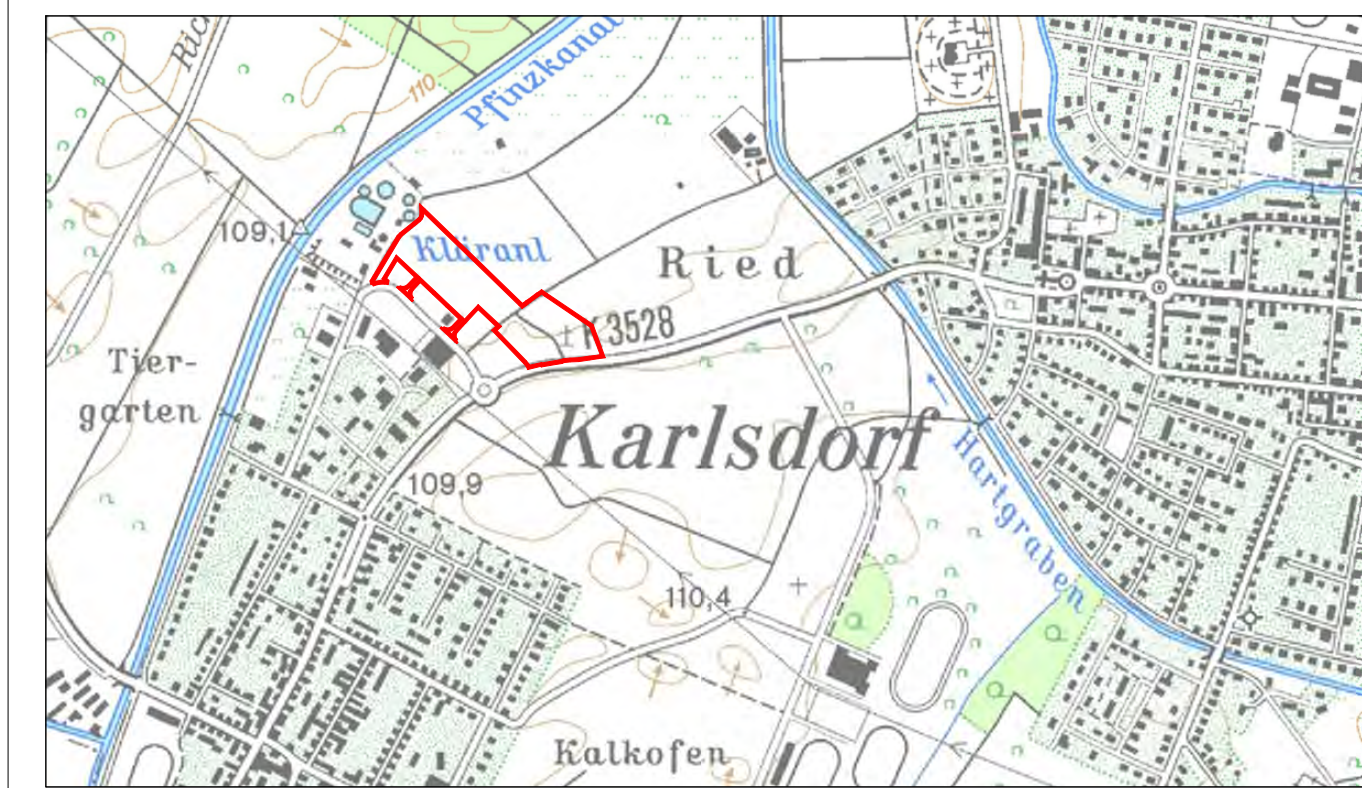 Pfinzkanal
110
109,1
Kläranl
Ried
K 3528
Tier-
garten
Karlsdorf
109,9
Hartgraben
110,4
Kalkofen